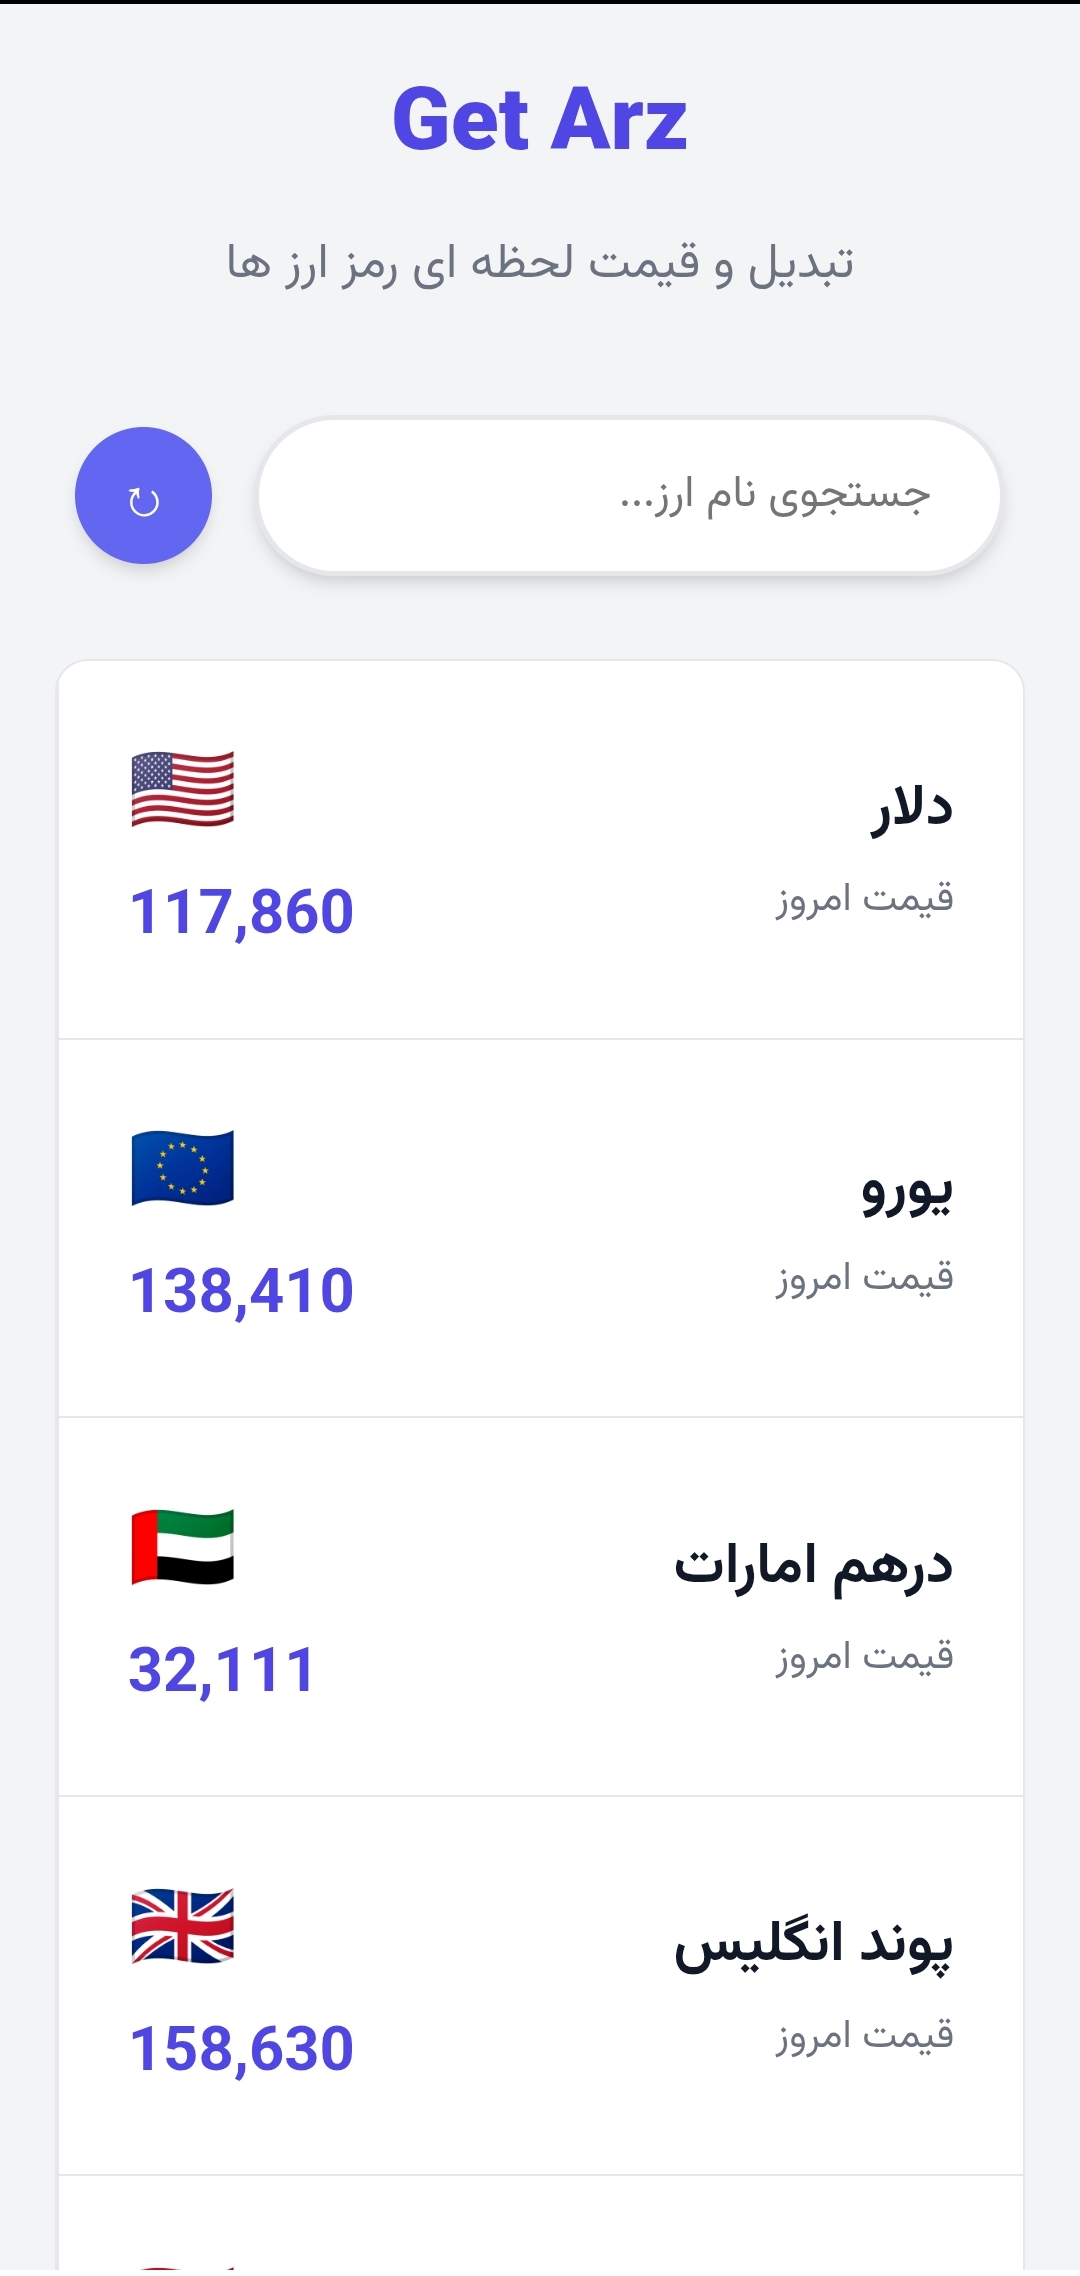 Get Arz
تبدیل و قیمت لحظه ای رمز ارز ها
جستجوی نام ارز...
دلار
قیمت امروز
117,860
یورو
قیمت امروز
138,410
درهم امارات
قیمت امروز
32,111
پوند انگلیس
قیمت امروز
158,630